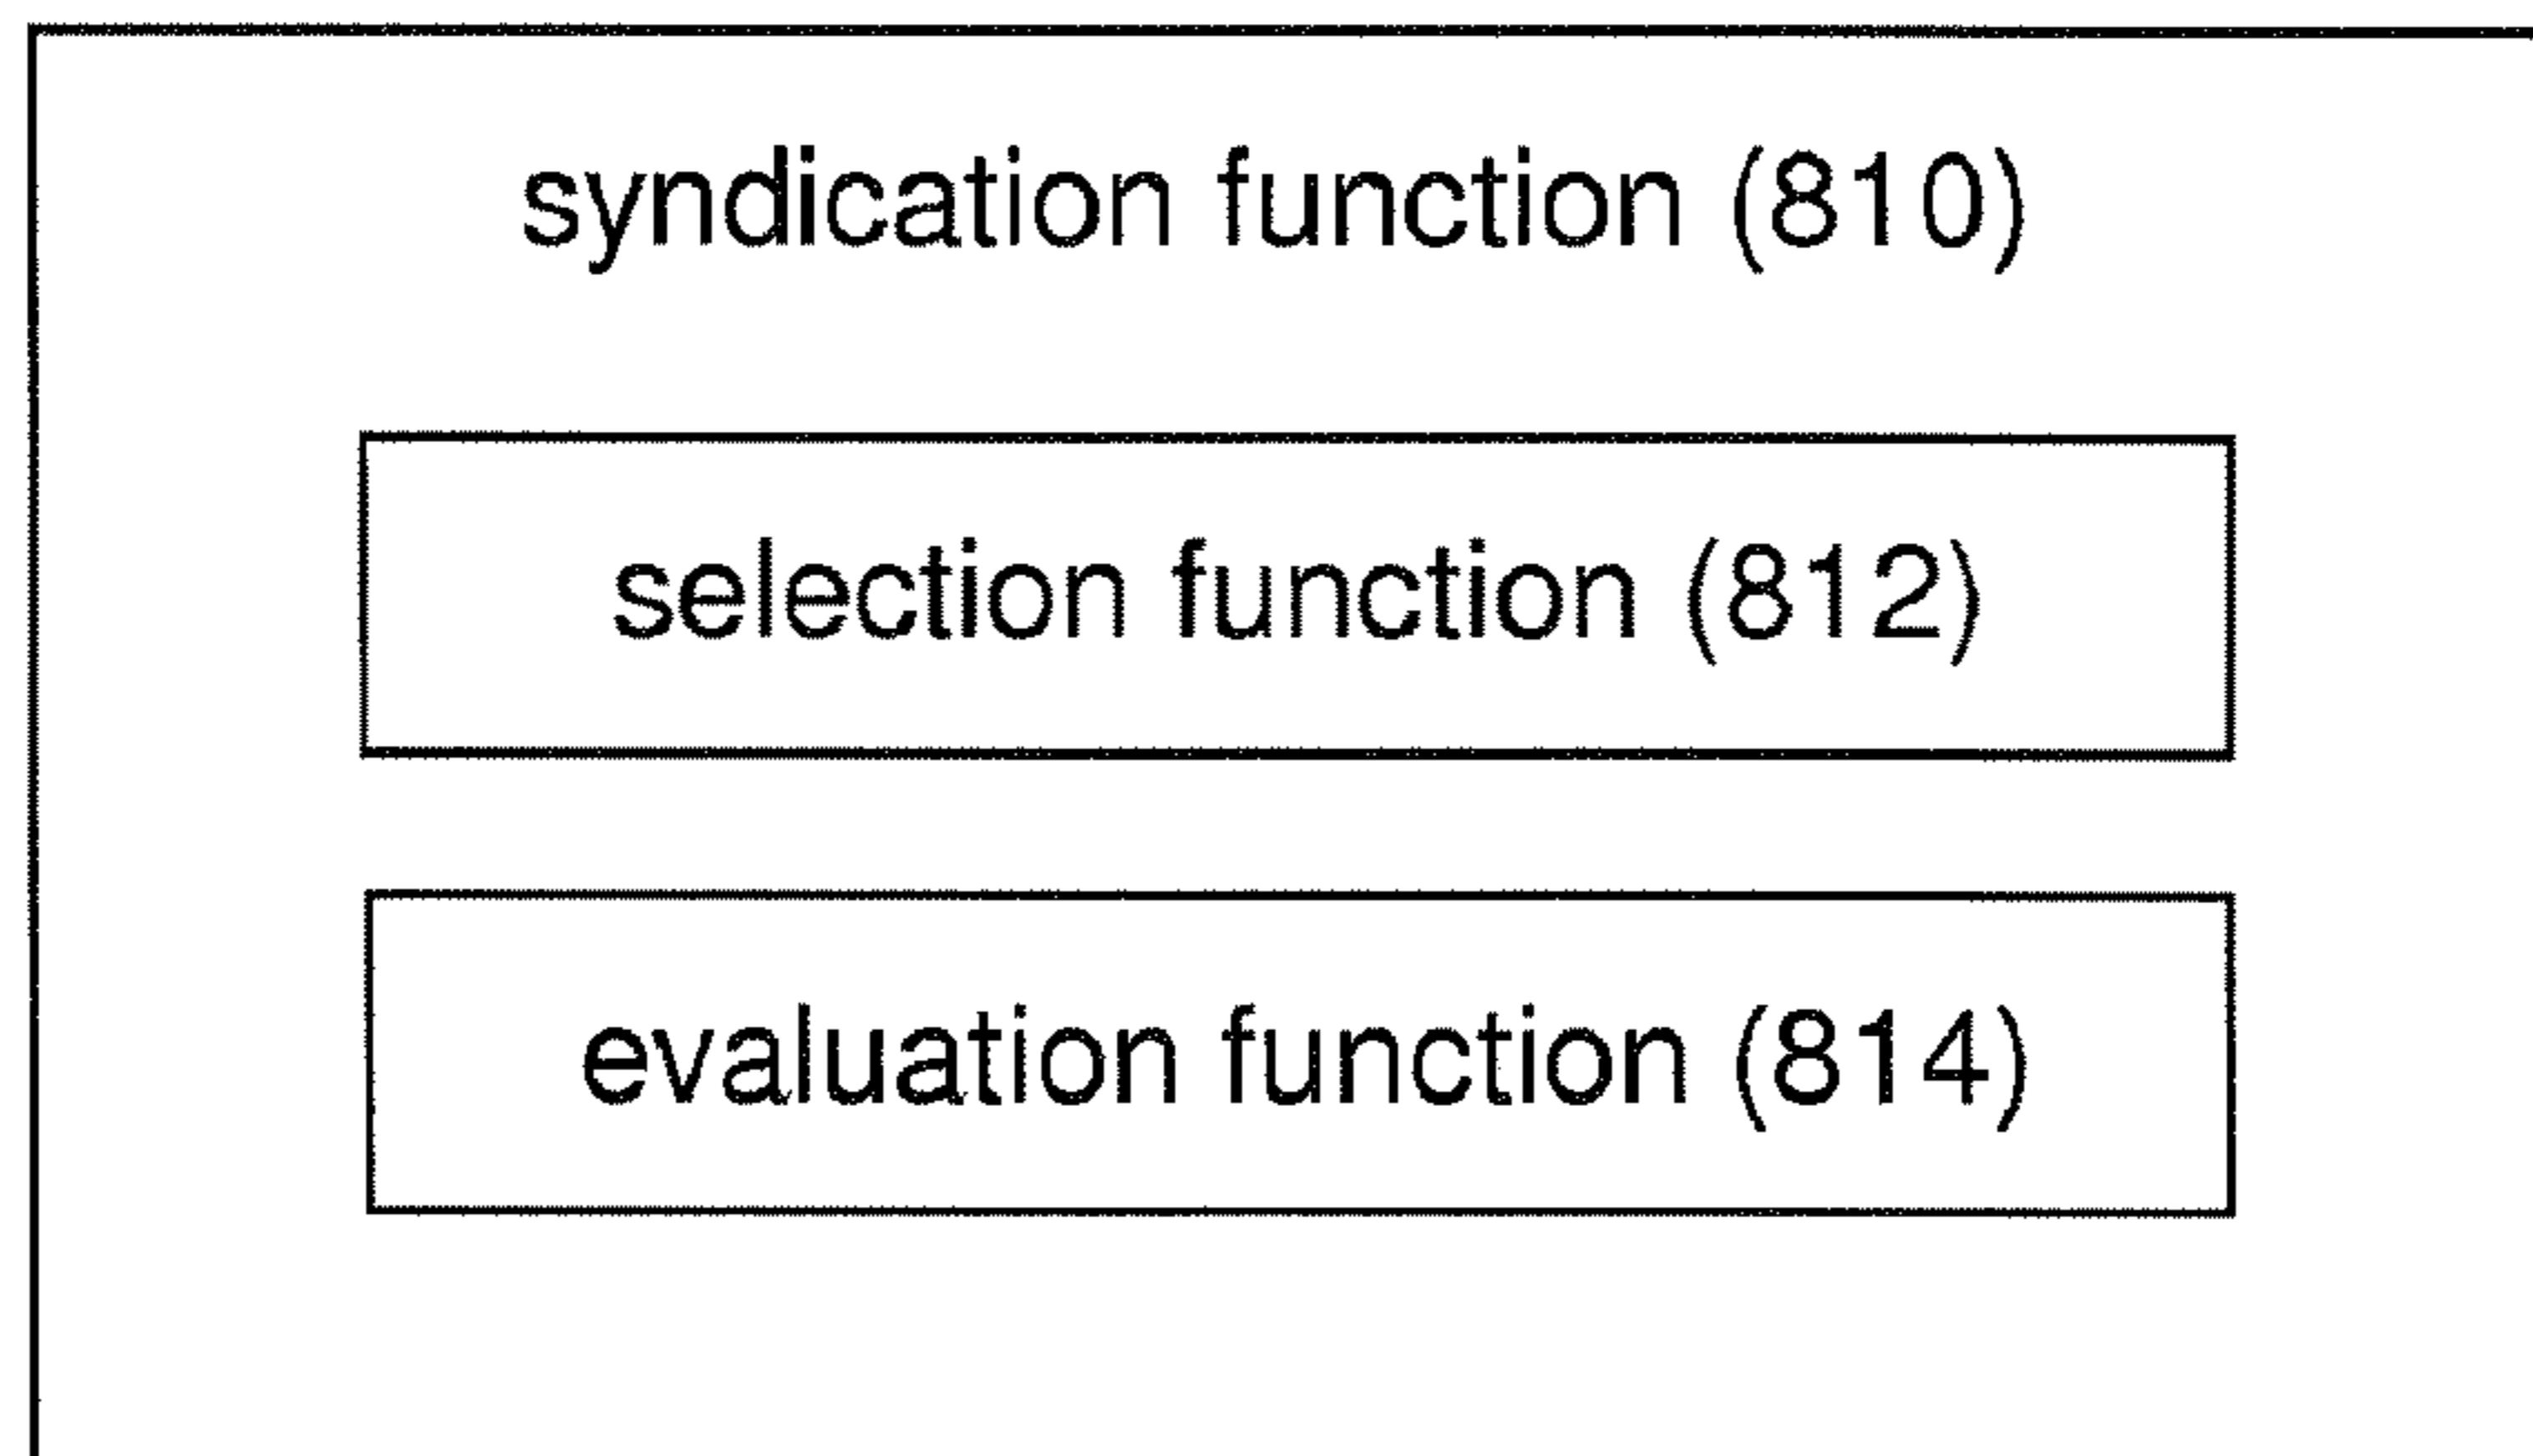 syndication function (810)
selection function (812)
evaluation function (814)